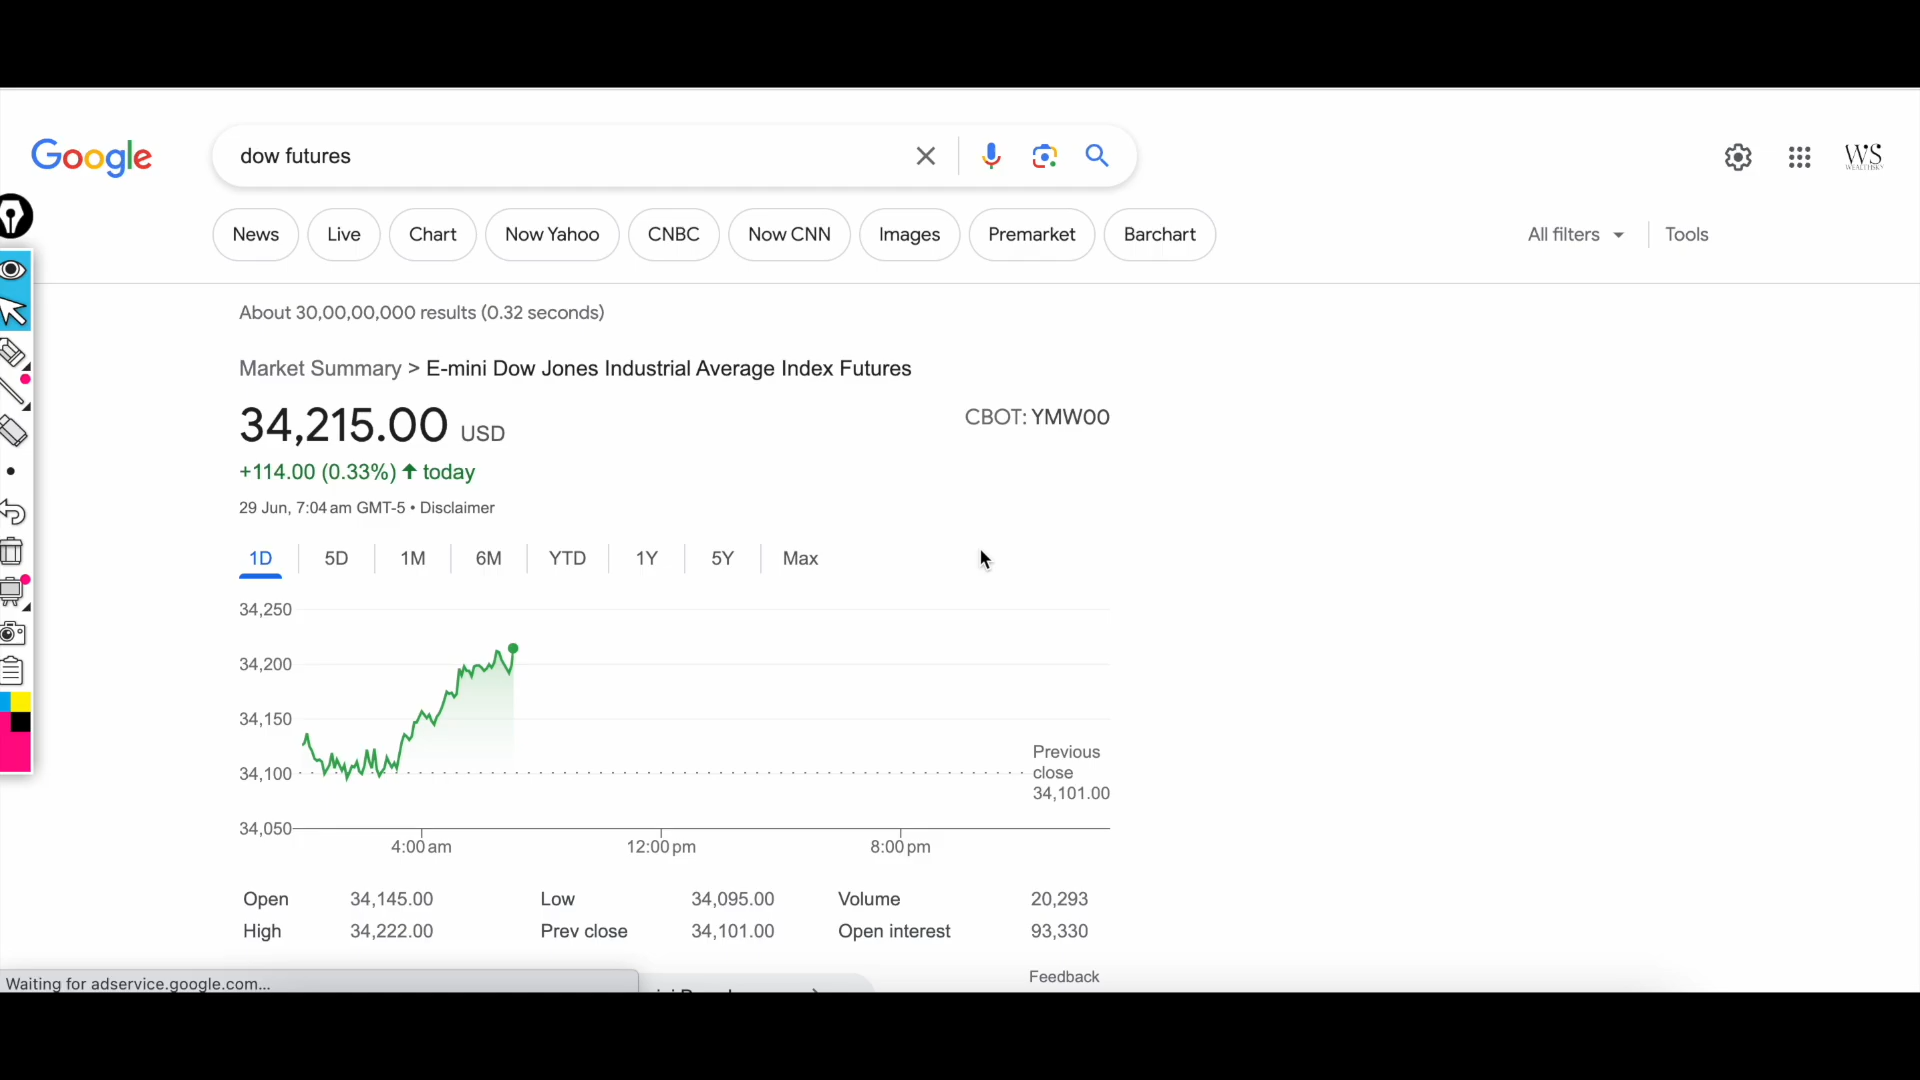 Google
dow futures
WS
News Live Chart Now Yahoo CNBC Now CNN Images Premarket Barchart All filters Tools
About 30,00,00,000 results (0.32 seconds)
Market Summary > E-mini Dow Jones Industrial Average Index Futures
34,215.00 USD
CBOT: YMW00
+114.00 (0.33%) today
29 Jun, 7:04 am GMT-5 • Disclaimer
1D 5D 1M 6M YTD 1Y 5Y Max
34,250
34,200
34,150
34,100
34,050
Previous
close
34,101.00
4:00 am 12:00 pm 8:00 pm
Open 34,145.00 Low 34,095.00 Volume 20,293
High 34,222.00 Prev close 34,101.00 Open interest 93,330
Feedback
Waiting for adservice.google.com...